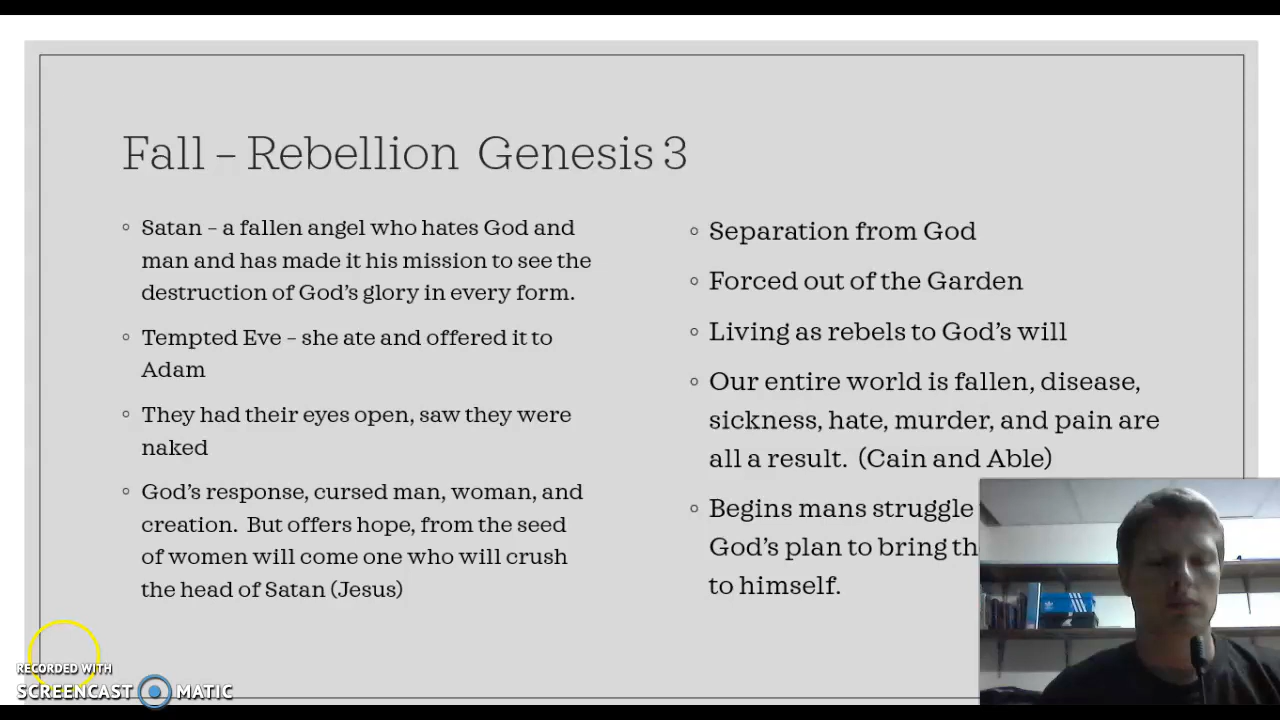 Fall – Rebellion Genesis 3
Satan – a fallen angel who hates God and
man and has made it his mission to see the
destruction of God's glory in every form.
Tempted Eve – she ate and offered it to
Adam
They had their eyes open, saw they were
naked
God's response, cursed man, woman, and
creation. But offers hope, from the seed
of women will come one who will crush
the head of Satan (Jesus)
Separation from God
Forced out of the Garden
Living as rebels to God's will
Our entire world is fallen, disease,
sickness, hate, murder, and pain are
all a result. (Cain and Able)
Begins mans struggle
God's plan to bring
to himself.
RECORDED WITH
SCREENCAST MATIC